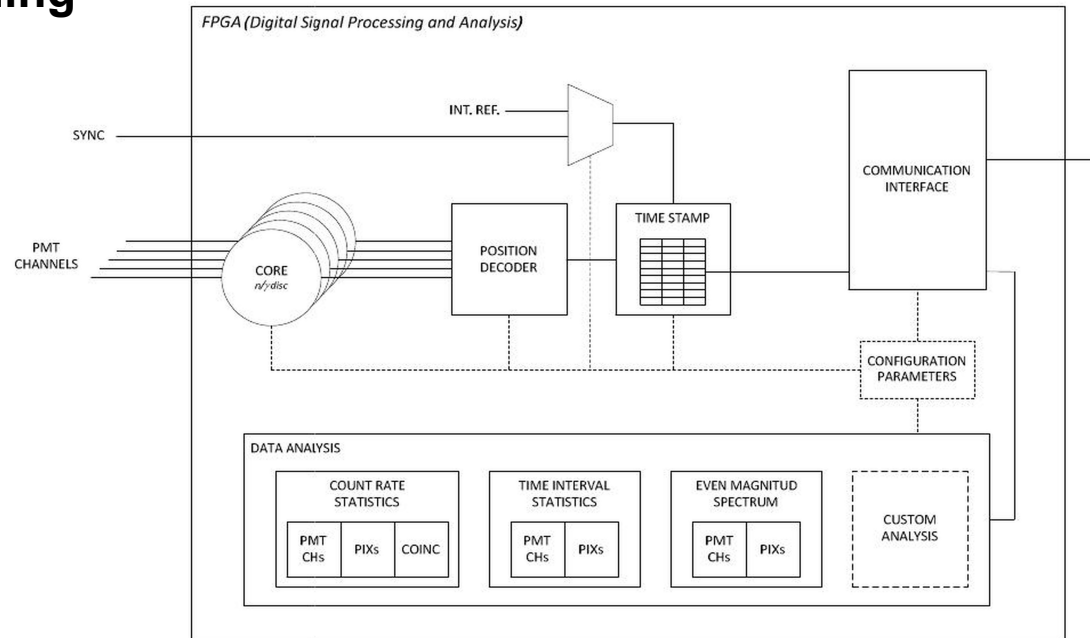 FPGA (Digital Signal Processing and Analysis)
INT. REF.
SYNC
COMMUNICATION
INTERFACE
TIME STAMP
PMT
CHANNELS
POSITION
DECODER
CORE
n/γdisc
CONFIGURATION
PARAMETERS
DATA ANALYSIS
COUNT RATE
STATISTICS
PMT
CHs
PIXs
COINC
TIME INTERVAL
STATISTICS
PMT
CHs
PIXs
EVEN MAGNITUD
SPECTRUM
PMT
CHs
PIXs
CUSTOM
ANALYSIS